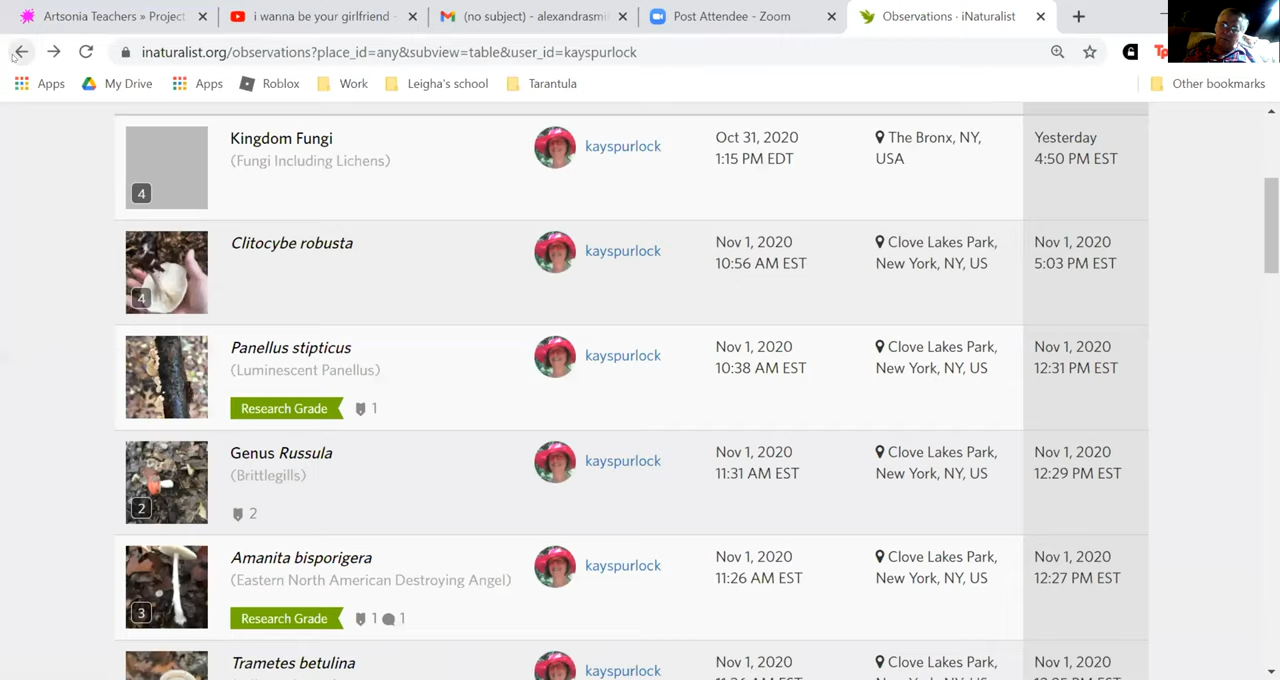 Artsonia Teachers » Project
i wanna be your girlfriend -
(no subject) - alexandrasmi
Post Attendee - Zoom
Observations · iNaturalist
inaturalist.org/observations?place_id=any&subview=table&user_id=kayspurlock
Apps
My Drive
Apps
Roblox
Work
Leigha's school
Tarantula
Other bookmarks
Kingdom Fungi
(Fungi Including Lichens)
4
kayspurlock
Oct 31, 2020
1:15 PM EDT
The Bronx, NY,
USA
Yesterday
4:50 PM EST
Clitocybe robusta
4
kayspurlock
Nov 1, 2020
10:56 AM EST
Clove Lakes Park,
New York, NY, US
Nov 1, 2020
5:03 PM EST
Panellus stipticus
(Luminescent Panellus)
Research Grade 1
kayspurlock
Nov 1, 2020
10:38 AM EST
Clove Lakes Park,
New York, NY, US
Nov 1, 2020
12:31 PM EST
Genus Russula
(Brittlegills)
2
2
kayspurlock
Nov 1, 2020
11:31 AM EST
Clove Lakes Park,
New York, NY, US
Nov 1, 2020
12:29 PM EST
Amanita bisporigera
(Eastern North American Destroying Angel)
3
Research Grade 1 1
kayspurlock
Nov 1, 2020
11:26 AM EST
Clove Lakes Park,
New York, NY, US
Nov 1, 2020
12:27 PM EST
Trametes betulina
kayspurlock
Nov 1, 2020
Clove Lakes Park,
Nov 1, 2020